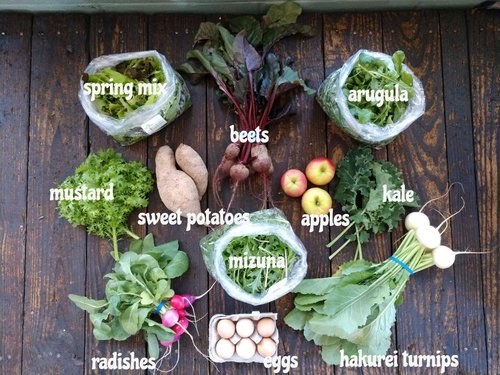 spring mix
arugula
beets
mustard
kale
sweet potatoes
apples
mizuna
radishes
eggs
hakurei turnips